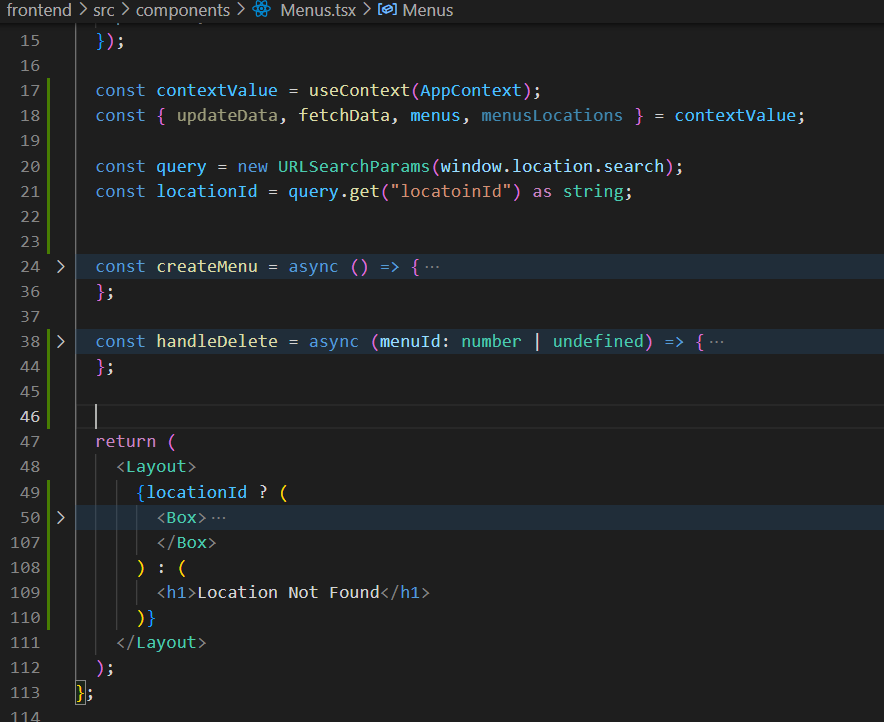 frontend > src > components > Menus.tsx > Menus
15 });
16
17 const contextValue = useContext(AppContext);
18 const { updateData, fetchData, menus, menusLocations } = contextValue;
19
20 const query = new URLSearchParams(window.location.search);
21 const locationId = query.get("locatoinId") as string;
22
23
24 > const createMenu = async () => { ···
36 };
37
38 > const handleDelete = async (menuId: number | undefined) => { ···
44 };
45
46
47 return (
48 <Layout>
49 {locationId ? (
50 > <Box> ···
107 </Box>
108 ) : (
109 <h1>Location Not Found</h1>
110 )}
111 </Layout>
112 );
113 };
114